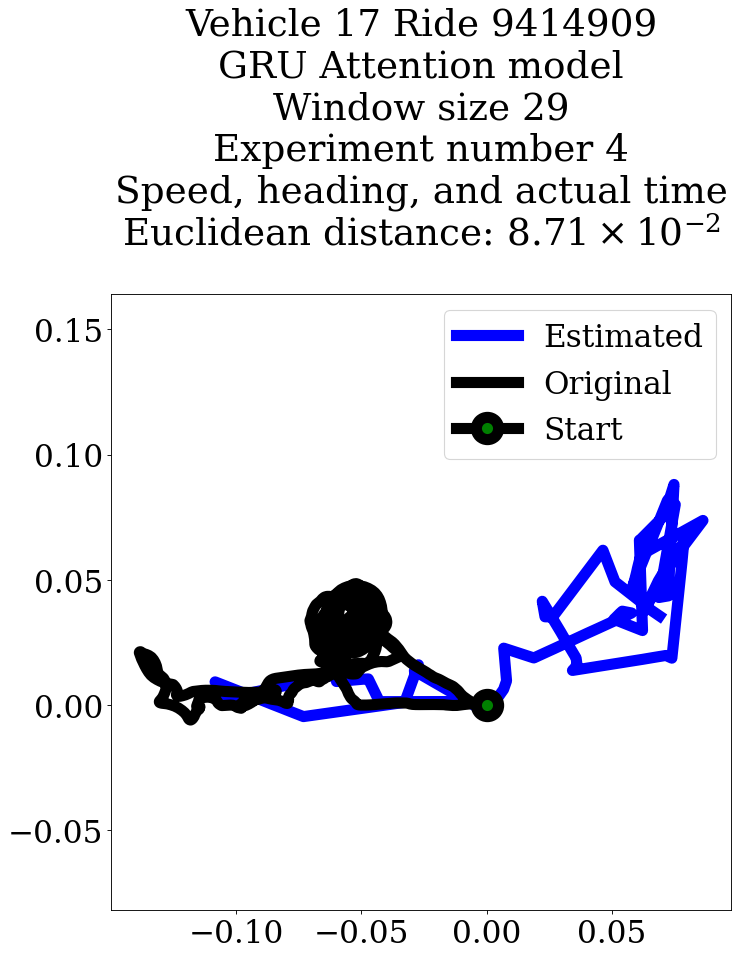 Vehicle 17 Ride 9414909
GRU Attention model
Window size 29
Experiment number 4
Speed, heading, and actual time
Euclidean distance: 8.71 × 10⁻²
Estimated
Original
Start
0.15
0.10
0.05
0.00
−0.05
−0.10 −0.05 0.00 0.05